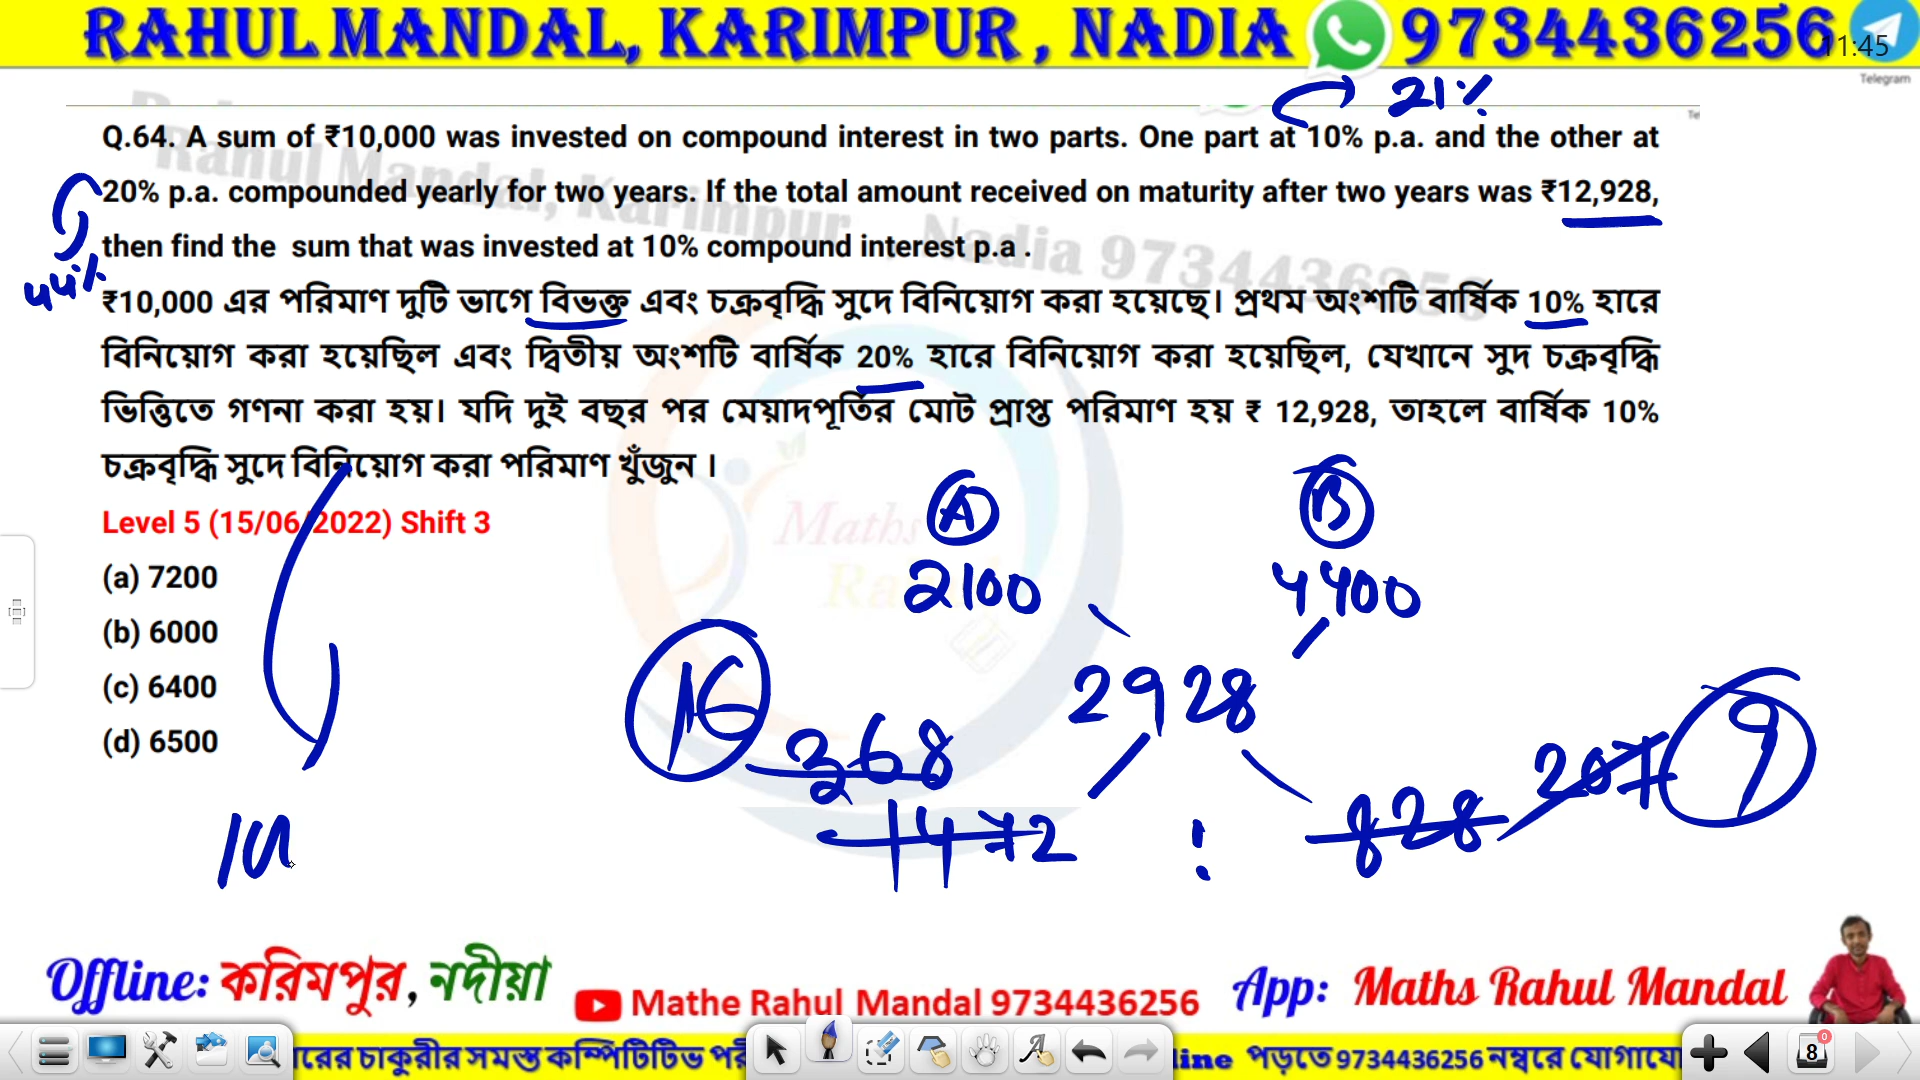 RAHUL MANDAL, KARIMPUR , NADIA 9734436256
11:45
Telegram
21%
Q.64. A sum of ₹10,000 was invested on compound interest in two parts. One part at 10% p.a. and the other at
20% p.a. compounded yearly for two years. If the total amount received on maturity after two years was ₹12,928,
then find the sum that was invested at 10% compound interest p.a .
44%
₹10,000 এর পরিমাণ দুটি ভাগে বিভক্ত এবং চক্রবৃদ্ধি সুদে বিনিয়োগ করা হয়েছে। প্রথম অংশটি বার্ষিক 10% হারে
বিনিয়োগ করা হয়েছিল এবং দ্বিতীয় অংশটি বার্ষিক 20% হারে বিনিয়োগ করা হয়েছিল, যেখানে সুদ চক্রবৃদ্ধি
ভিত্তিতে গণনা করা হয়। যদি দুই বছর পর মেয়াদপূর্তির মোট প্রাপ্ত পরিমাণ হয় ₹ 12,928, তাহলে বার্ষিক 10%
চক্রবৃদ্ধি সুদে বিনিয়োগ করা পরিমাণ খুঁজুন ।
Level 5 (15/06/2022) Shift 3
(a) 7200
(b) 6000
(c) 6400
(d) 6500
A B
2100 4400
2928
16 368 207 9
1472 : 828
Offline: করিমপুর, নদীয়া
Mathe Rahul Mandal 9734436256
App: Maths Rahul Mandal
রের চাকুরীর সমস্ত কম্পিটিটিভ পরী
line পড়তে 9734436256 নম্বরে যোগাযো
8
0